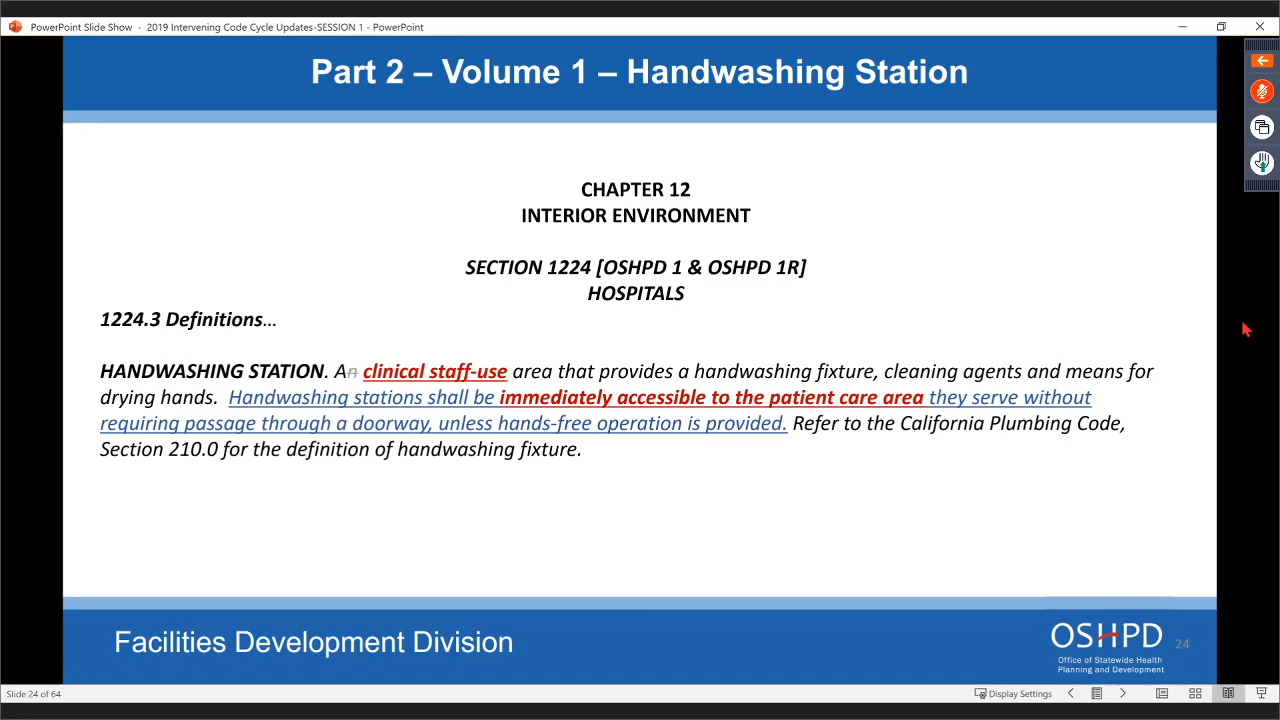 PowerPoint Slide Show - 2019 Intervening Code Cycle Updates-SESSION 1 - PowerPoint
Part 2 – Volume 1 – Handwashing Station
CHAPTER 12
INTERIOR ENVIRONMENT
SECTION 1224 [OSHPD 1 & OSHPD 1R]
HOSPITALS
1224.3 Definitions…
HANDWASHING STATION. An clinical staff-use area that provides a handwashing fixture, cleaning agents and means for
drying hands. Handwashing stations shall be immediately accessible to the patient care area they serve without
requiring passage through a doorway, unless hands-free operation is provided. Refer to the California Plumbing Code,
Section 210.0 for the definition of handwashing fixture.
Facilities Development Division
OSHPD
Office of Statewide Health
Planning and Development
24
Slide 24 of 64
Display Settings